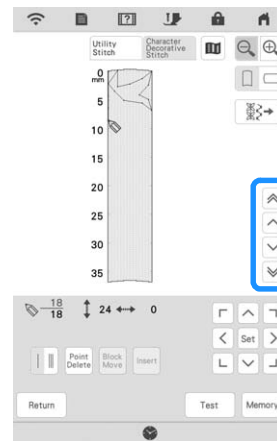 Utility
Stitch
Character
Decorative
Stitch
0
mm
5
10
15
20
25
30
35
18
18
24
0
Point
Delete
Block
Move
Insert
Set
Return
Test
Memory